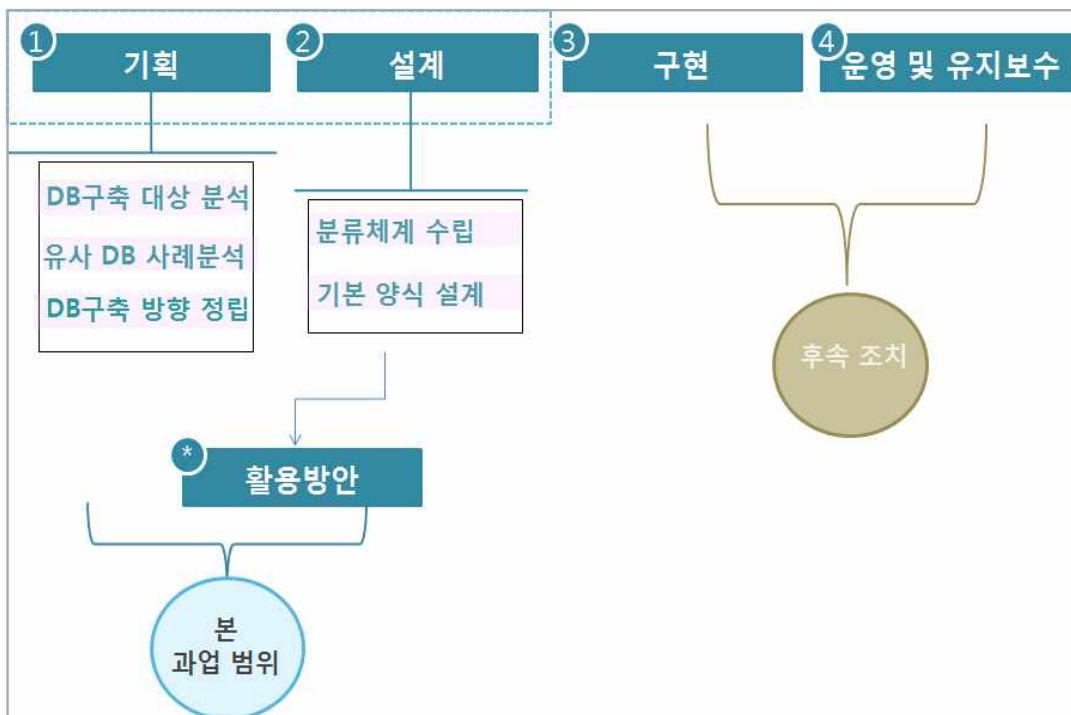 1
기획
2
설계
3
구현
4
운영 및 유지보수
DB구축 대상 분석
유사 DB 사례분석
DB구축 방향 정립
분류체계 수립
기본 양식 설계
후속 조치
*
활용방안
본
과업 범위